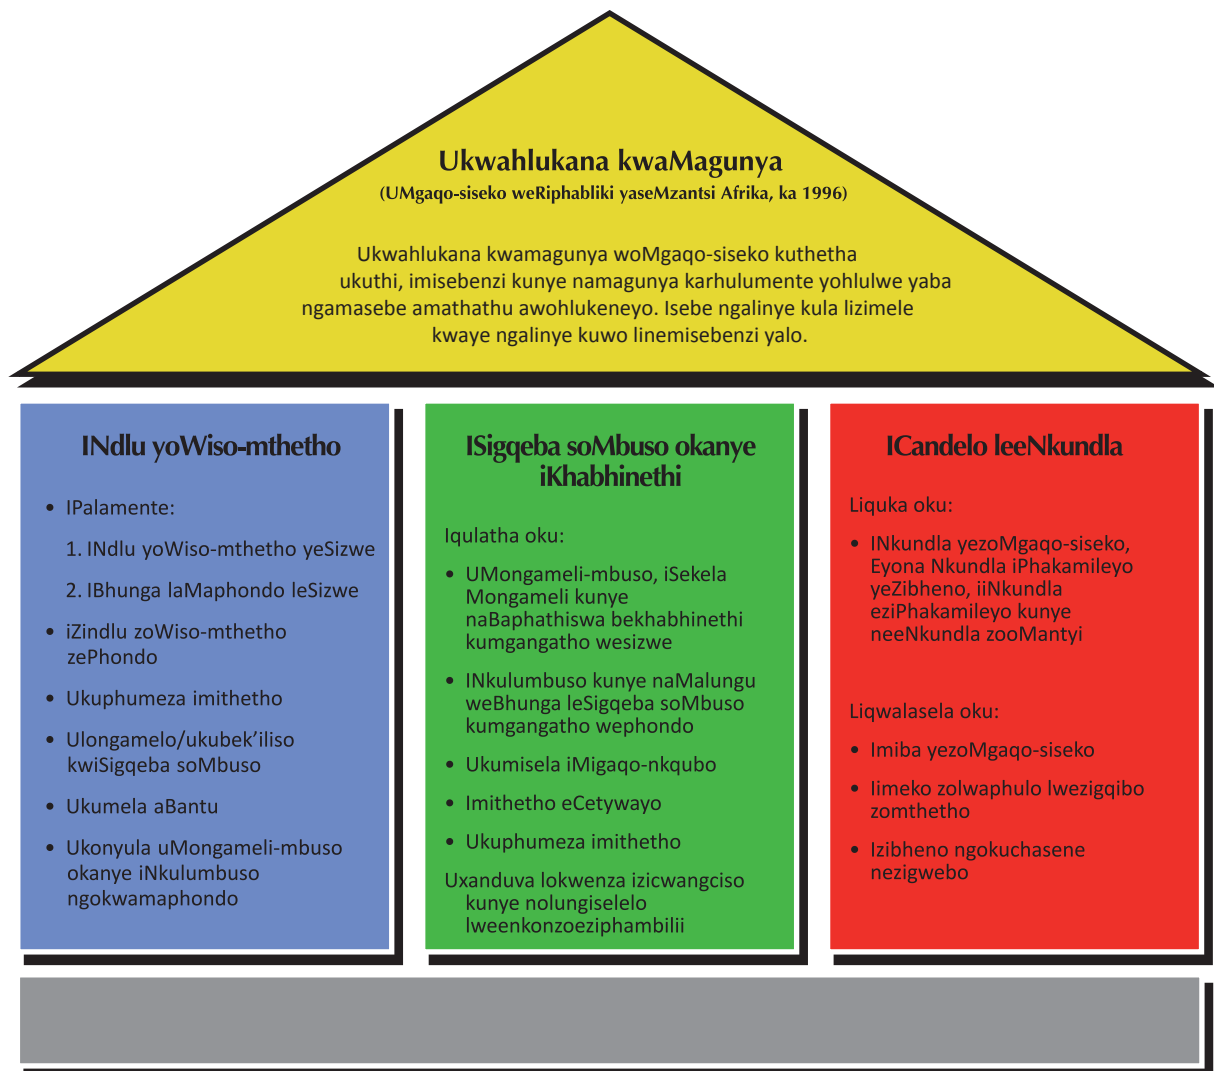 Ukwahlukana kwaMagunya
(UMgaqo-siseko weRiphabliki yaseMzantsi Afrika, ka 1996)
Ukwahlukana kwamagunya woMgaqo-siseko kuthetha
ukuthi, imisebenzi kunye namagunya karhulumente yohlulwe yaba
ngamasebe amathathu awohlukeneyo. Isebe ngalinye kula lizimele
kwaye ngalinye kuwo linemisebenzi yalo.
INdlu yoWiso-mthetho
• IPalamente:
1. INdlu yoWiso-mthetho yeSizwe
2. IBhunga laMaphondo leSizwe
• iZindlu zoWiso-mthetho
zePhondo
• Ukuphumeza imithetho
• Ulongamelo/ukubek’iliso
kwiSigqeba soMbuso
• Ukumela aBantu
• Ukonyula uMongameli-mbuso
okanye iNkulumbuso
ngokwamaphondo
ISigqeba soMbuso okanye
iKhabhinethi
Iqulatha oku:
• UMongameli-mbuso, iSekela
Mongameli kunye
naBaphathiswa bekhabhinethi
kumgangatho wesizwe
• INkulumbuso kunye naMalungu
weBhunga leSigqeba soMbuso
kumgangatho wephondo
• Ukumisela iMigaqo-nkqubo
• Imithetho eCetywayo
• Ukuphumeza imithetho
Uxanduva lokwenza izicwangciso
kunye nolungiselelo
lweenkonzoeziphambilii
ICandelo leeNkundla
Liquka oku:
• INkundla yezoMgaqo-siseko,
Eyona Nkundla iPhakamileyo
yeZibheno, iiNkundla
eziPhakamileyo kunye
neeNkundla zooMantyi
Liqwalasela oku:
• Imiba yezoMgaqo-siseko
• Iimeko zolwaphulo lwezigqibo
zomthetho
• Izibheno ngokuchasene
nezigwebo